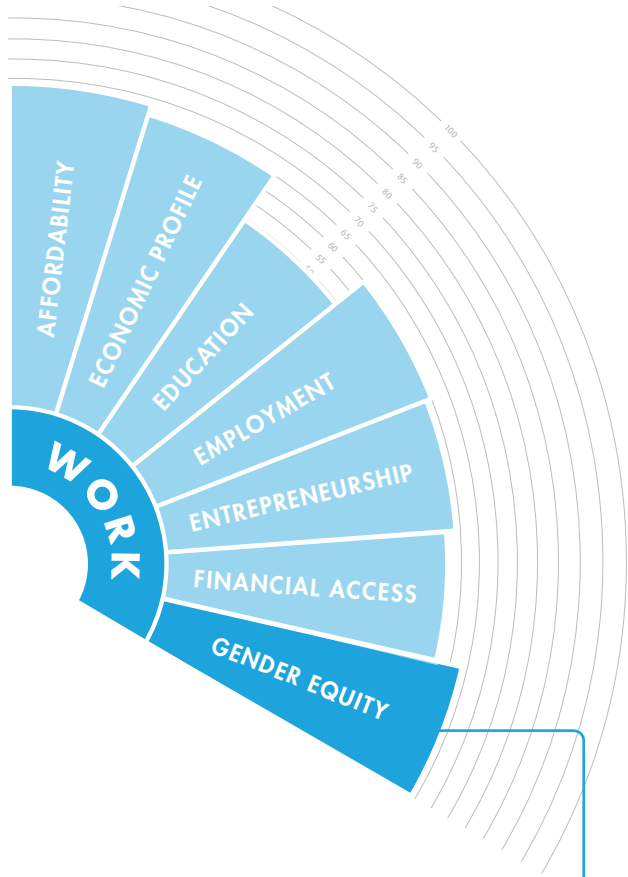 100
95
90
85
80
75
70
65
60
55
AFFORDABILITY
ECONOMIC PROFILE
EDUCATION
EMPLOYMENT
ENTREPRENEURSHIP
FINANCIAL ACCESS
GENDER EQUITY
WORK